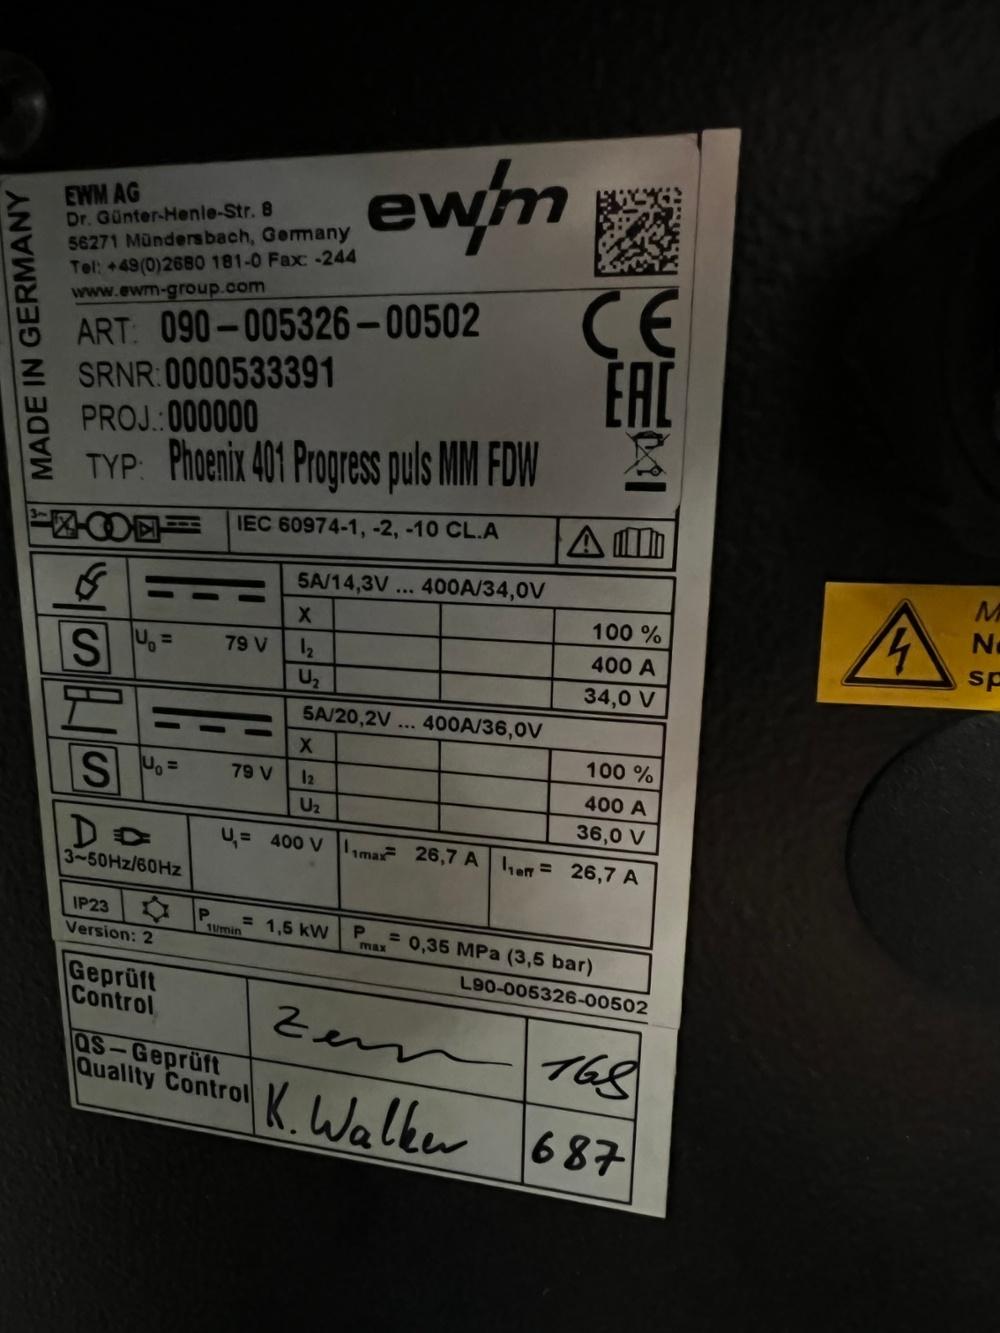 MADE IN GERMANY
EWM AG
Dr. Günter-Henle-Str. 8
56271 Mündersbach, Germany
Tel: +49(0)2680 181-0 Fax: -244
www.ewm-group.com
ewm
ART: 090-005326-00502
CE
SRNR: 0000533391
EAC
PROJ.: 000000
TYP: Phoenix 401 Progress puls MM FDW
3~
IEC 60974-1, -2, -10 CL.A
5A/14,3V ... 400A/34,0V
X 100 %
S U0 = 79 V I2 400 A
U2 34,0 V
5A/20,2V ... 400A/36,0V
X 100 %
S U0 = 79 V I2 400 A
U2 36,0 V
3~50Hz/60Hz U1= 400 V I1max= 26,7 A I1eff = 26,7 A
IP23 P1l/min = 1,5 kW Pmax = 0,35 MPa (3,5 bar)
Version: 2
L90-005326-00502
Geprüft
Control
QS-Geprüft
Quality Control K. Walker 687